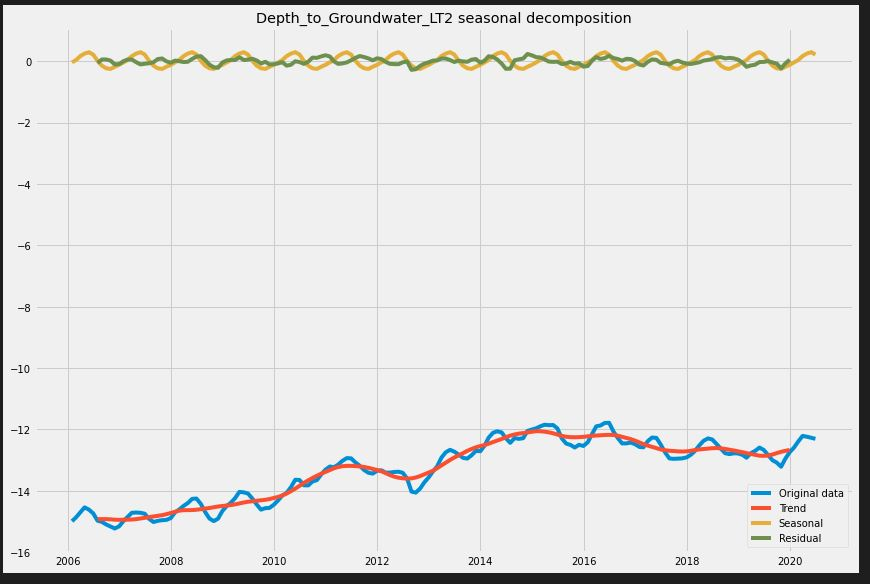 Depth_to_Groundwater_LT2 seasonal decomposition
0
−2
−4
−6
−8
−10
−12
−14
−16
2006 2008 2010 2012 2014 2016 2018 2020
Original data
Trend
Seasonal
Residual